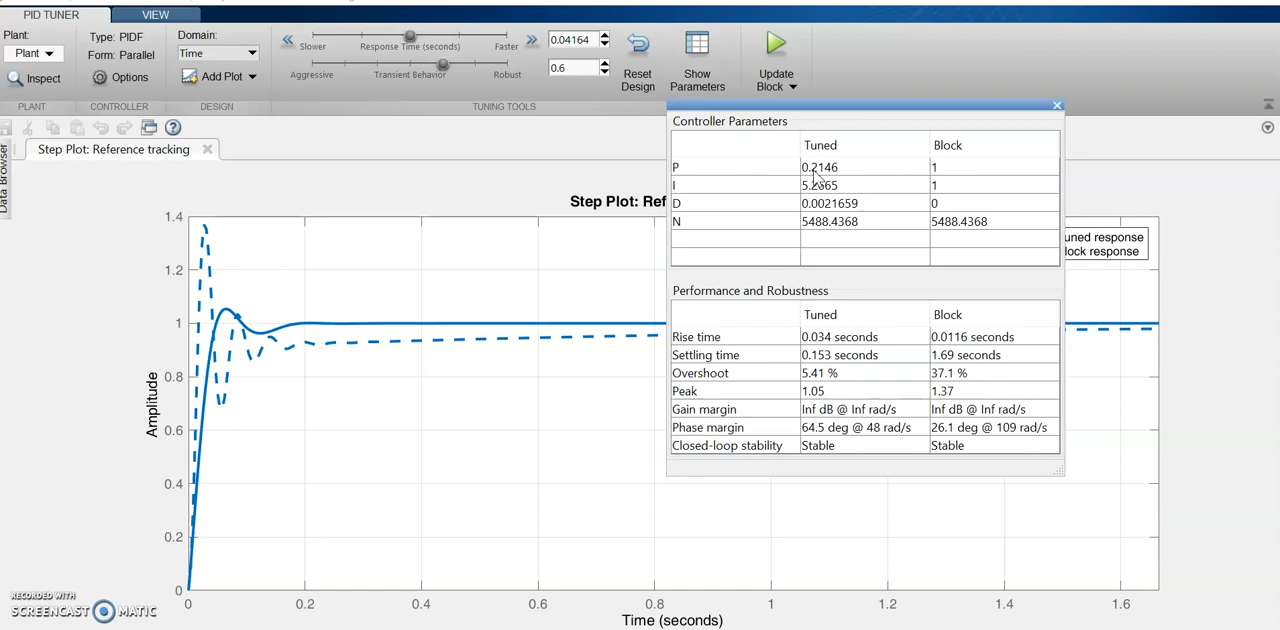 PID TUNER VIEW
Plant: Type: PIDF Domain:
Plant Form: Parallel Time Slower Response Time (seconds) Faster 0.04164
Inspect Options Add Plot Aggressive Transient Behavior Robust 0.6
Reset Design Show Parameters Update Block
PLANT CONTROLLER DESIGN TUNING TOOLS
Data Browser
Step Plot: Reference tracking
Controller Parameters
Tuned Block
P 0.2146 1
I 1
D 0.0021659 0
N 5488.4368 5488.4368
Performance and Robustness
Tuned Block
Rise time 0.034 seconds 0.0116 seconds
Settling time 0.153 seconds 1.69 seconds
Overshoot 5.41 % 37.1 %
Peak 1.05 1.37
Gain margin Inf dB @ Inf rad/s Inf dB @ Inf rad/s
Phase margin 64.5 deg @ 48 rad/s 26.1 deg @ 109 rad/s
Closed-loop stability Stable Stable
Step Plot: Ref
uned response
lock response
Amplitude
1.4
1.2
1
0.8
0.6
0.4
0.2
0
0 0.2 0.4 0.6 0.8 1 1.2 1.4 1.6
Time (seconds)
RECORDED WITH
SCREENCAST MATIC